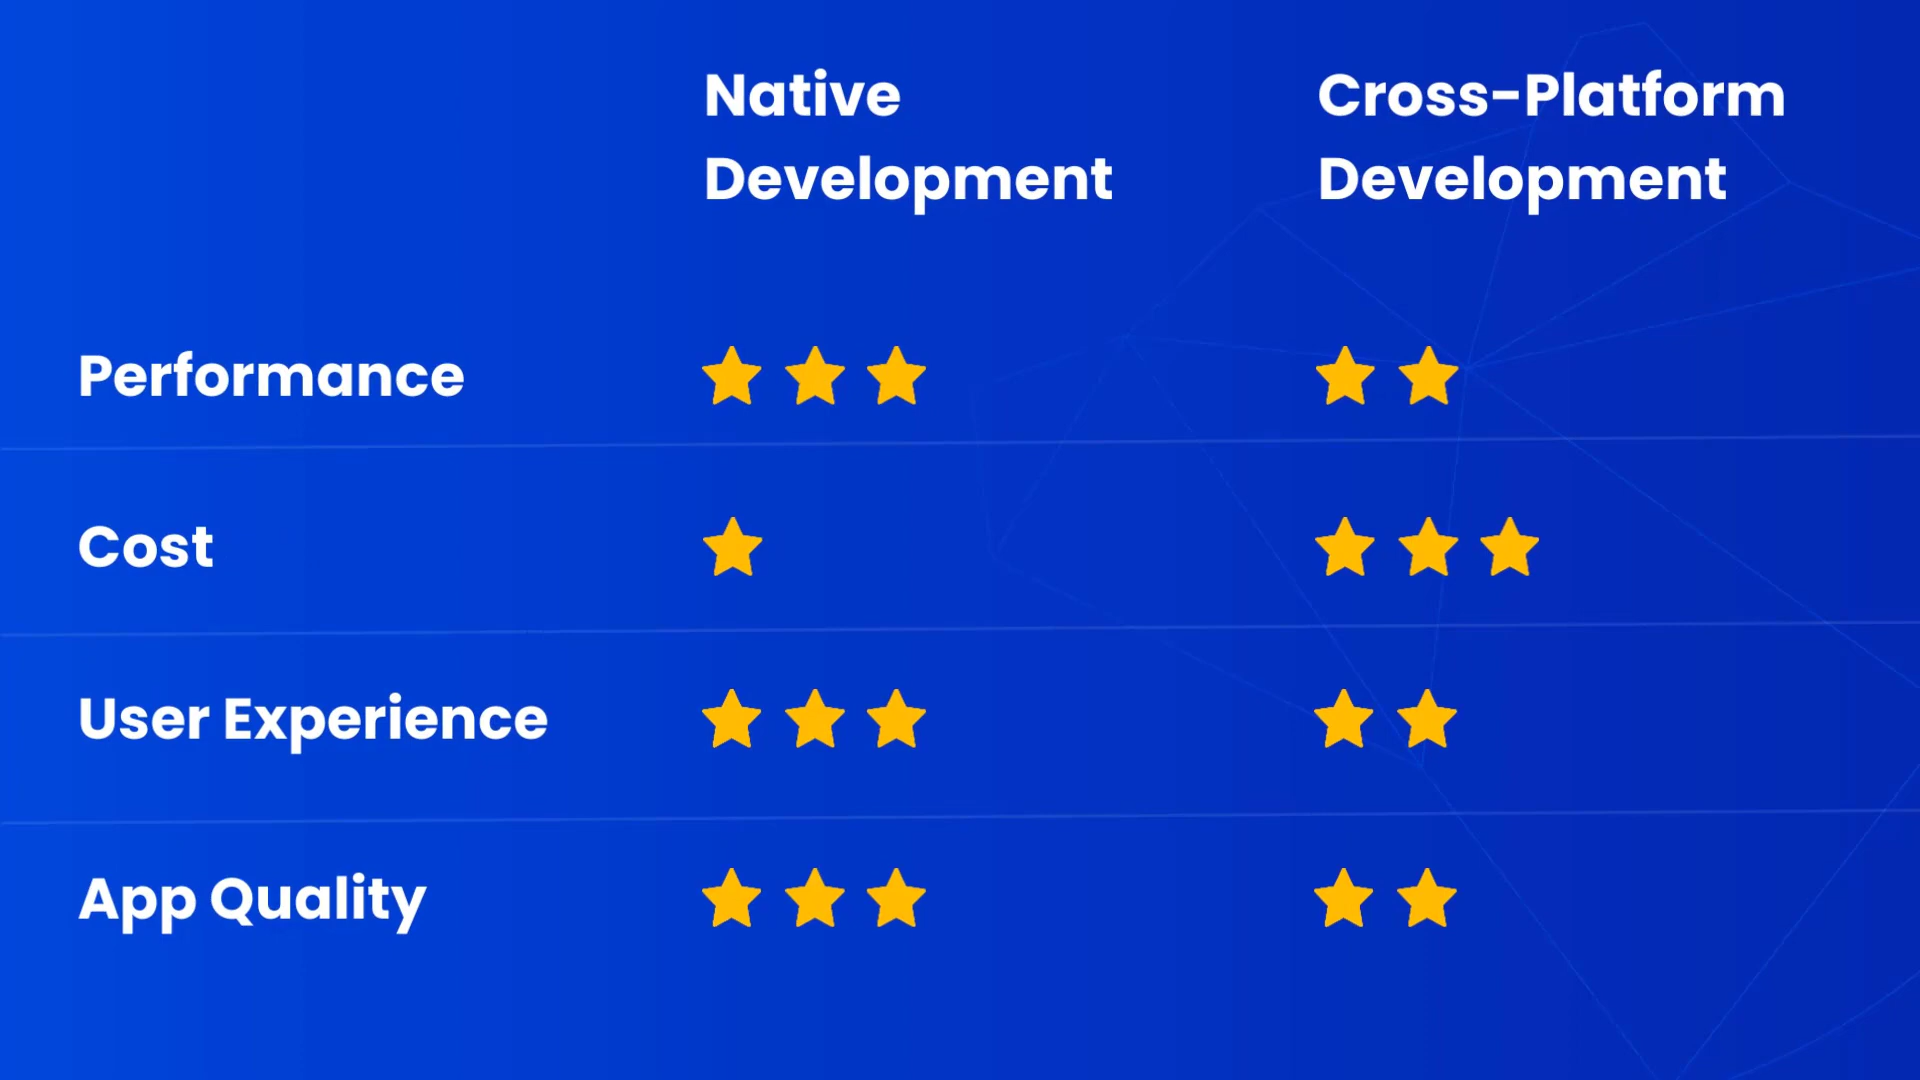 Native
Development
Cross-Platform
Development
Performance
Cost
User Experience
App Quality